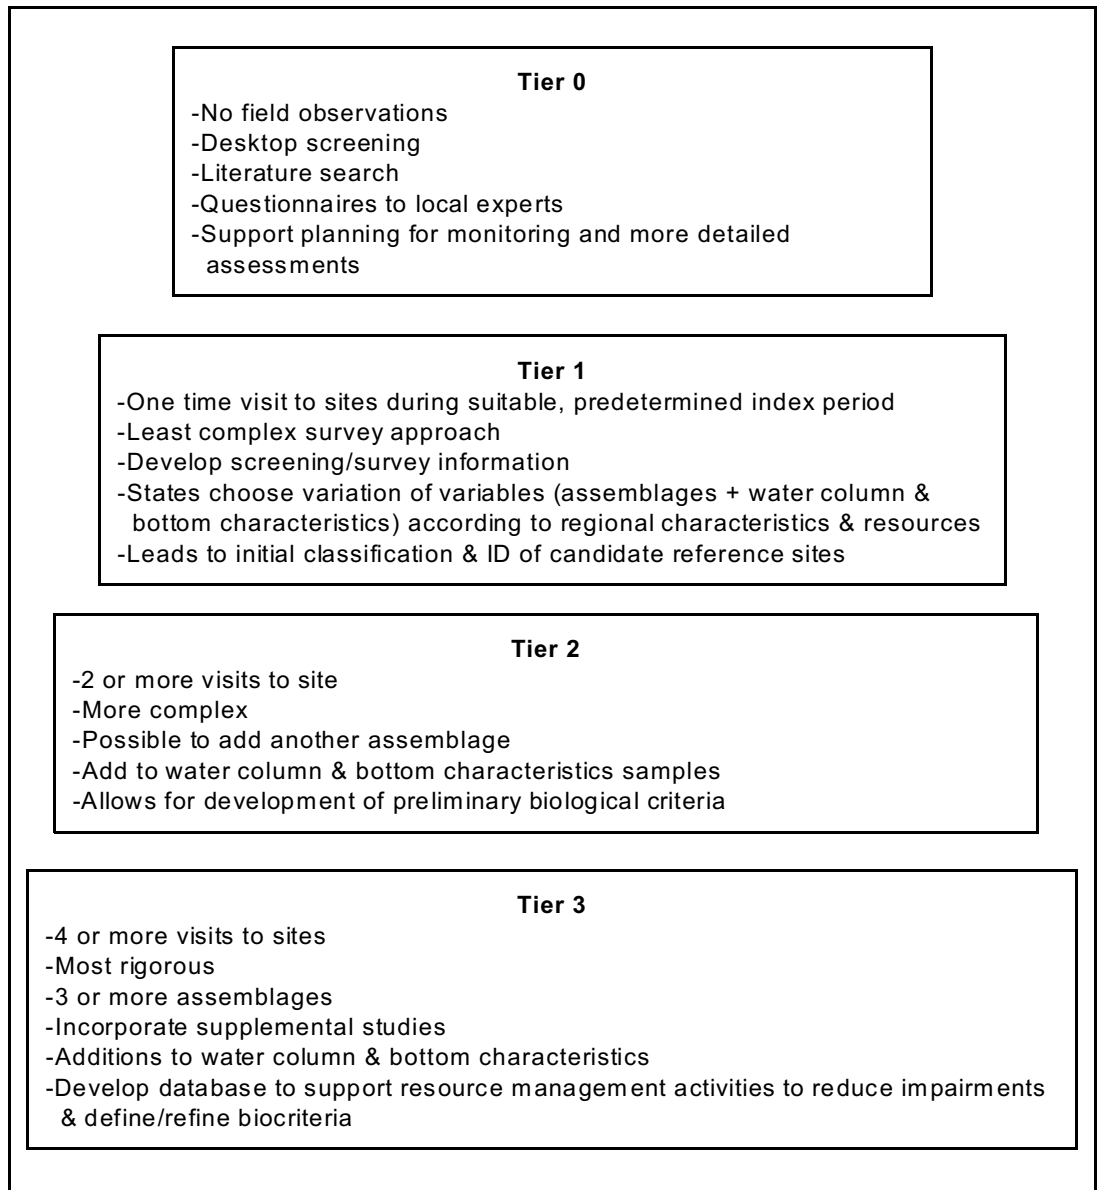 Tier 0
-No field observations
-Desktop screening
-Literature search
-Questionnaires to local experts
-Support planning for monitoring and more detailed
assessments
Tier 1
-One time visit to sites during suitable, predetermined index period
-Least complex survey approach
-Develop screening/survey information
-States choose variation of variables (assemblages + water column &
bottom characteristics) according to regional characteristics & resources
-Leads to initial classification & ID of candidate reference sites
Tier 2
-2 or more visits to site
-More complex
-Possible to add another assemblage
-Add to water column & bottom characteristics samples
-Allows for development of preliminary biological criteria
Tier 3
-4 or more visits to sites
-Most rigorous
-3 or more assemblages
-Incorporate supplemental studies
-Additions to water column & bottom characteristics
-Develop database to support resource management activities to reduce impairments
& define/refine biocriteria